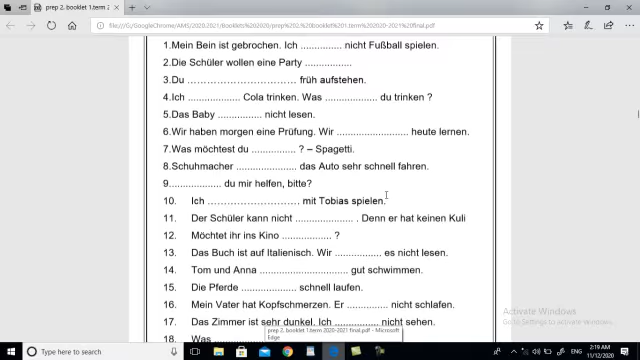 prep 2. booklet 1.term 2020-2021
file:///G:/GoogleChrome/AMS/2020.2021/Booklets%202020/prep%202.%20booklet%201.term%202020-2021%20final.pdf
1.Mein Bein ist gebrochen. Ich .............. nicht Fußball spielen.
2.Die Schüler wollen eine Party ................
3.Du ................................ früh aufstehen.
4.Ich .................. Cola trinken. Was ................. du trinken ?
5.Das Baby ............... nicht lesen.
6.Wir haben morgen eine Prüfung. Wir ........................ heute lernen.
7.Was möchtest du ............... ? – Spagetti.
8.Schuhmacher .................... das Auto sehr schnell fahren.
9.................. du mir helfen, bitte?
10. Ich ............................ mit Tobias spielen.
11. Der Schüler kann nicht .................. . Denn er hat keinen Kuli
12. Möchtet ihr ins Kino ................ ?
13. Das Buch ist auf Italienisch. Wir ............... es nicht lesen.
14. Tom und Anna .......................... gut schwimmen.
15. Die Pferde ................ schnell laufen.
16. Mein Vater hat Kopfschmerzen. Er .............. nicht schlafen.
17. Das Zimmer ist sehr dunkel. Ich .............. nicht sehen.
18. Was
prep 2. booklet 1.term 2020-2021 final.pdf - Microsoft Edge
Activate Windows
Go to Settings to activate Windows.
Type here to search
ENG
2:19 AM
11/12/2020